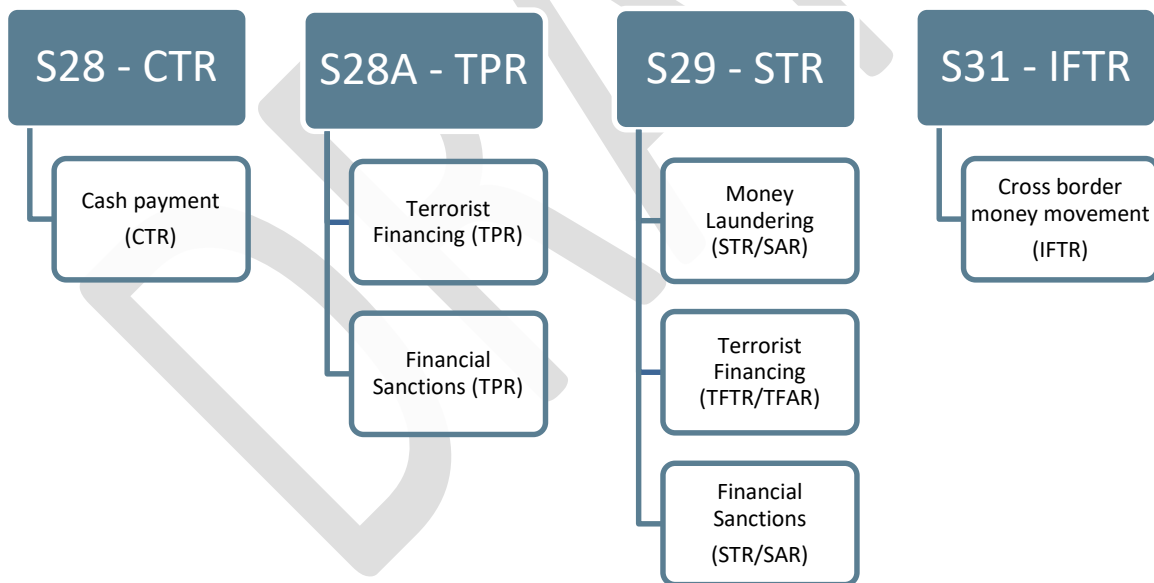 S28 - CTR
Cash payment
(CTR)
S28A - TPR
Terrorist
Financing (TPR)
Financial
Sanctions (TPR)
S29 - STR
Money
Laundering
(STR/SAR)
Terrorist
Financing
(TFTR/TFAR)
Financial
Sanctions
(STR/SAR)
S31 - IFTR
Cross border
money movement
(IFTR)